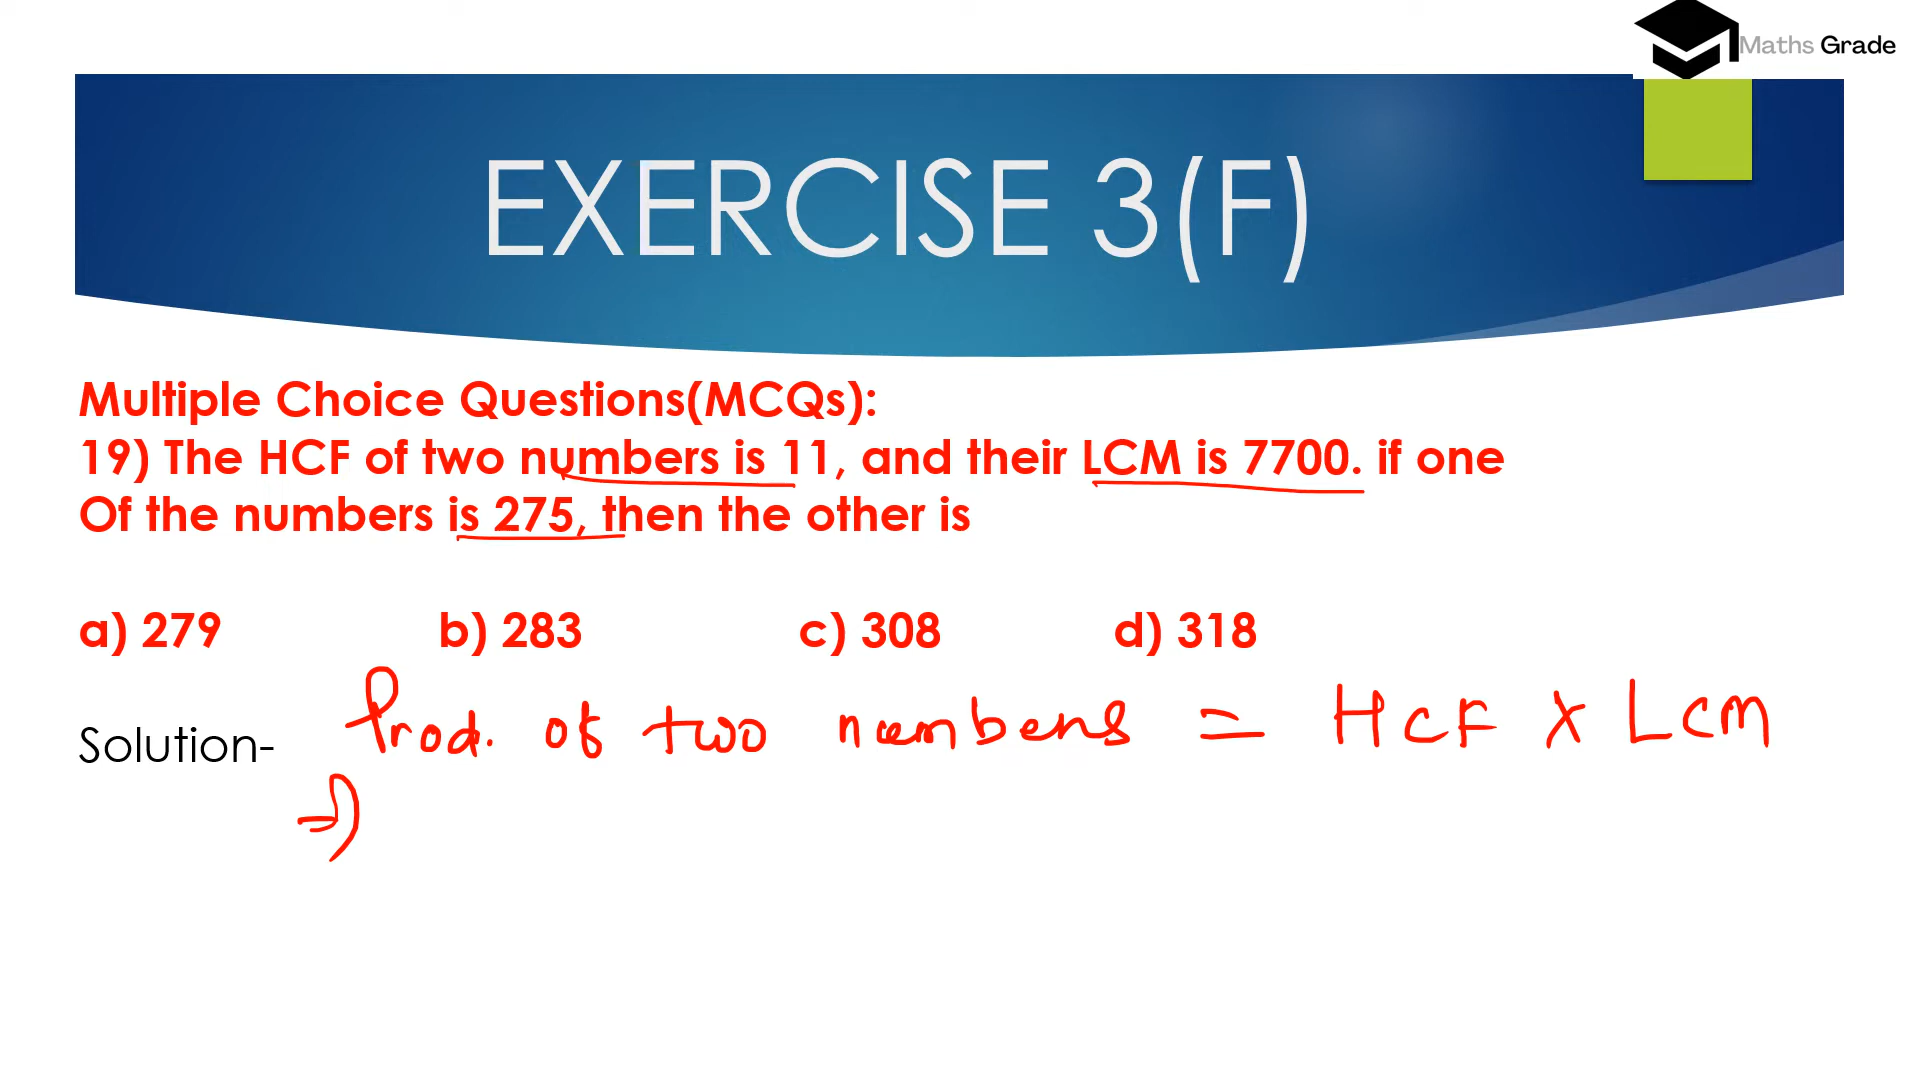 Maths Grade
EXERCISE 3(F)
Multiple Choice Questions(MCQs):
19) The HCF of two numbers is 11, and their LCM is 7700. if one
Of the numbers is 275, then the other is
a) 279 b) 283 c) 308 d) 318
Solution- Prod. of two numbers = HCF X LCM
⇒